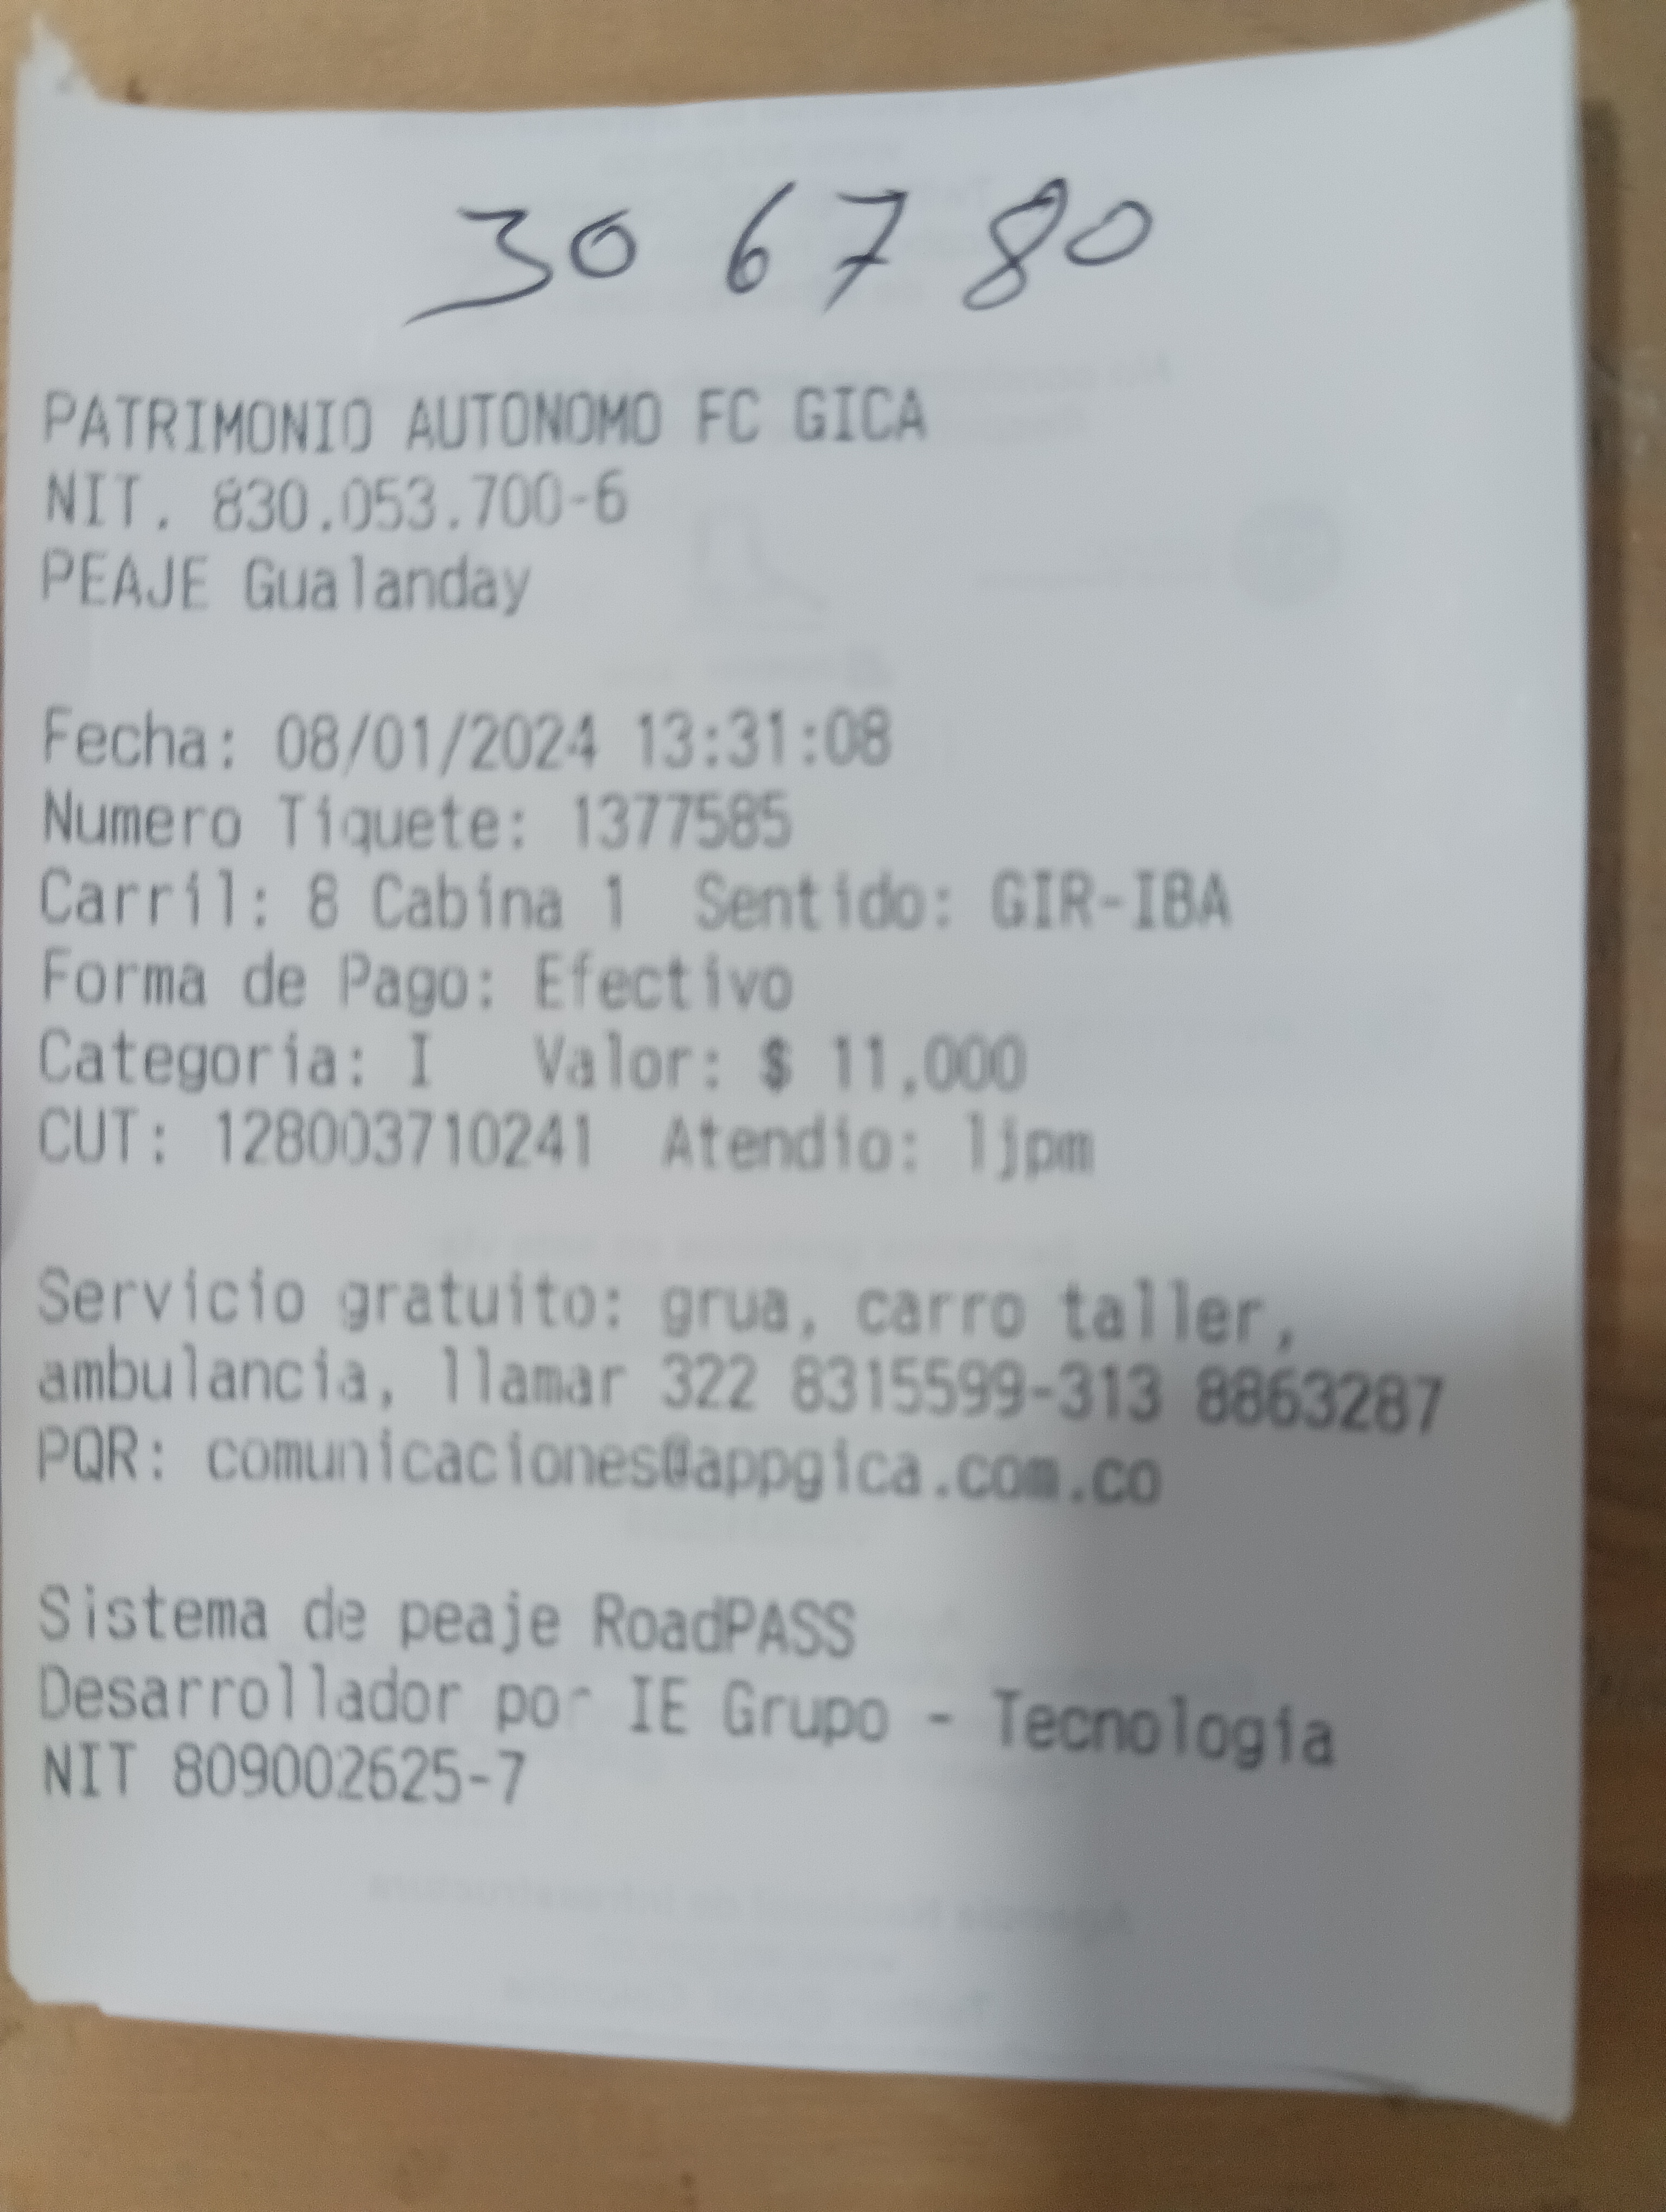 30 6780
PATRIMONIO AUTONOMO FC GICA
NIT. 830.053.700-6
PEAJE Gualanday
Fecha: 08/01/2024 13:31:08
Numero Tiquete: 1377585
Carril: 8 Cabina 1 Sentido: GIR-IBA
Forma de Pago: Efectivo
Categoria: I Valor: $ 11,000
CUT: 128003710241 Atendio: ljpm
Servicio gratuito: grua, carro taller,
ambulancia, llamar 322 8315599-313 8863287
PQR: comunicaciones@appgica.com.co
Sistema de peaje RoadPASS
Desarrollador por IE Grupo - Tecnologia
NIT 809002625-7